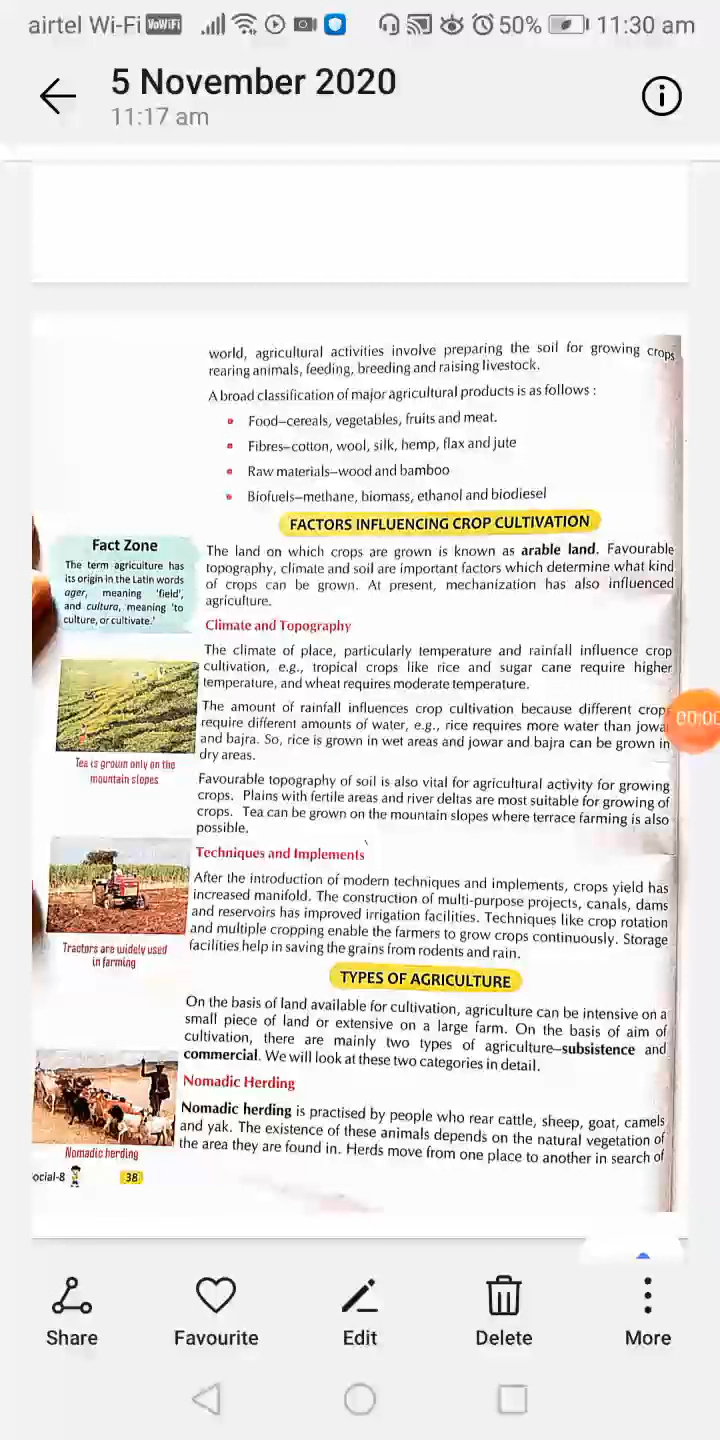 airtel Wi-Fi VoWiFi 50% 11:30 am
5 November 2020
11:17 am
world, agricultural activities involve preparing the soil for growing crops
rearing animals, feeding, breeding and raising livestock.
A broad classification of major agricultural products is as follows :
Food–cereals, vegetables, fruits and meat.
Fibres–cotton, wool, silk, hemp, flax and jute
Raw materials–wood and bamboo
Biofuels–methane, biomass, ethanol and biodiesel
FACTORS INFLUENCING CROP CULTIVATION
Fact Zone
The term agriculture has
its origin in the Latin words
ager, meaning 'field',
and cultura, meaning 'to
culture, or cultivate.'
The land on which crops are grown is known as arable land. Favourable
topography, climate and soil are important factors which determine what kind
of crops can be grown. At present, mechanization has also influenced
agriculture.
Climate and Topography
The climate of place, particularly temperature and rainfall influence crop
cultivation, e.g., tropical crops like rice and sugar cane require higher
temperature, and wheat requires moderate temperature.
The amount of rainfall influences crop cultivation because different crops
require different amounts of water, e.g., rice requires more water than jowa
and bajra. So, rice is grown in wet areas and jowar and bajra can be grown in
dry areas.
00:00
Tea is grown only on the
mountain slopes
Favourable topography of soil is also vital for agricultural activity for growing
crops. Plains with fertile areas and river deltas are most suitable for growing of
crops. Tea can be grown on the mountain slopes where terrace farming is also
possible.
Techniques and Implements
After the introduction of modern techniques and implements, crops yield has
increased manifold. The construction of multi-purpose projects, canals, dams
and reservoirs has improved irrigation facilities. Techniques like crop rotation
and multiple cropping enable the farmers to grow crops continuously. Storage
facilities help in saving the grains from rodents and rain.
Tractors are widely used
in farming
TYPES OF AGRICULTURE
On the basis of land available for cultivation, agriculture can be intensive on a
small piece of land or extensive on a large farm. On the basis of aim of
cultivation, there are mainly two types of agriculture–subsistence and
commercial. We will look at these two categories in detail.
Nomadic Herding
Nomadic herding is practised by people who rear cattle, sheep, goat, camels
and yak. The existence of these animals depends on the natural vegetation of
the area they are found in. Herds move from one place to another in search of
Nomadic herding
ocial-8 38
Share Favourite Edit Delete More